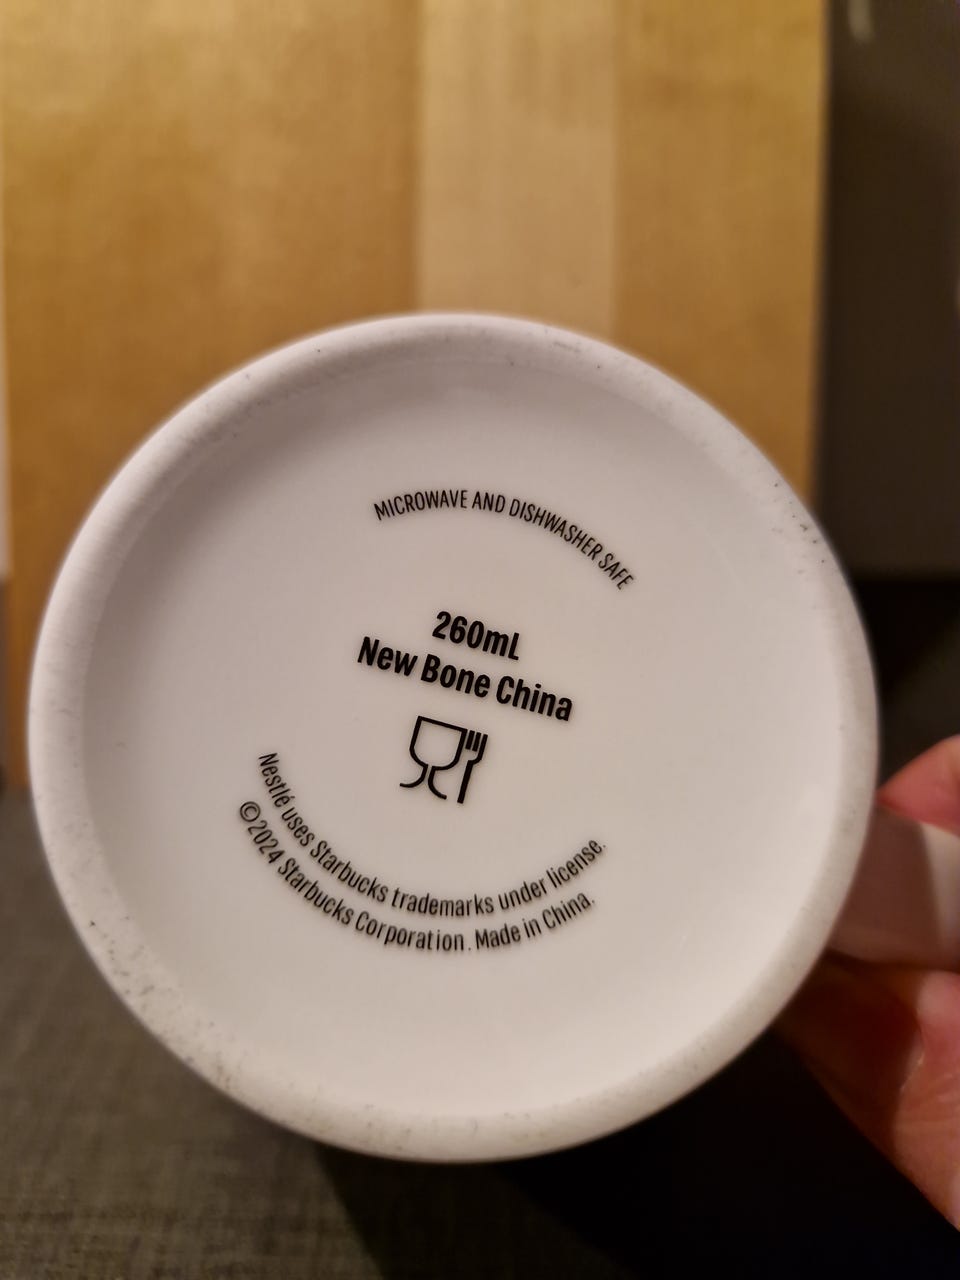 MICROWAVE AND DISHWASHER SAFE
260mL
New Bone China
Nestlé uses Starbucks trademarks under license.
©2024 Starbucks Corporation. Made in China.